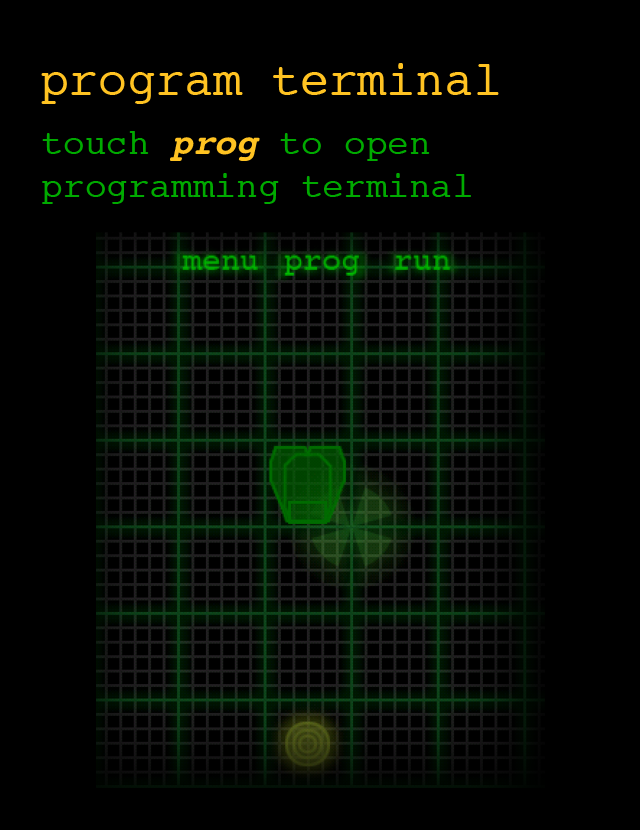 program terminal
touch prog to open
programming terminal
menu prog run